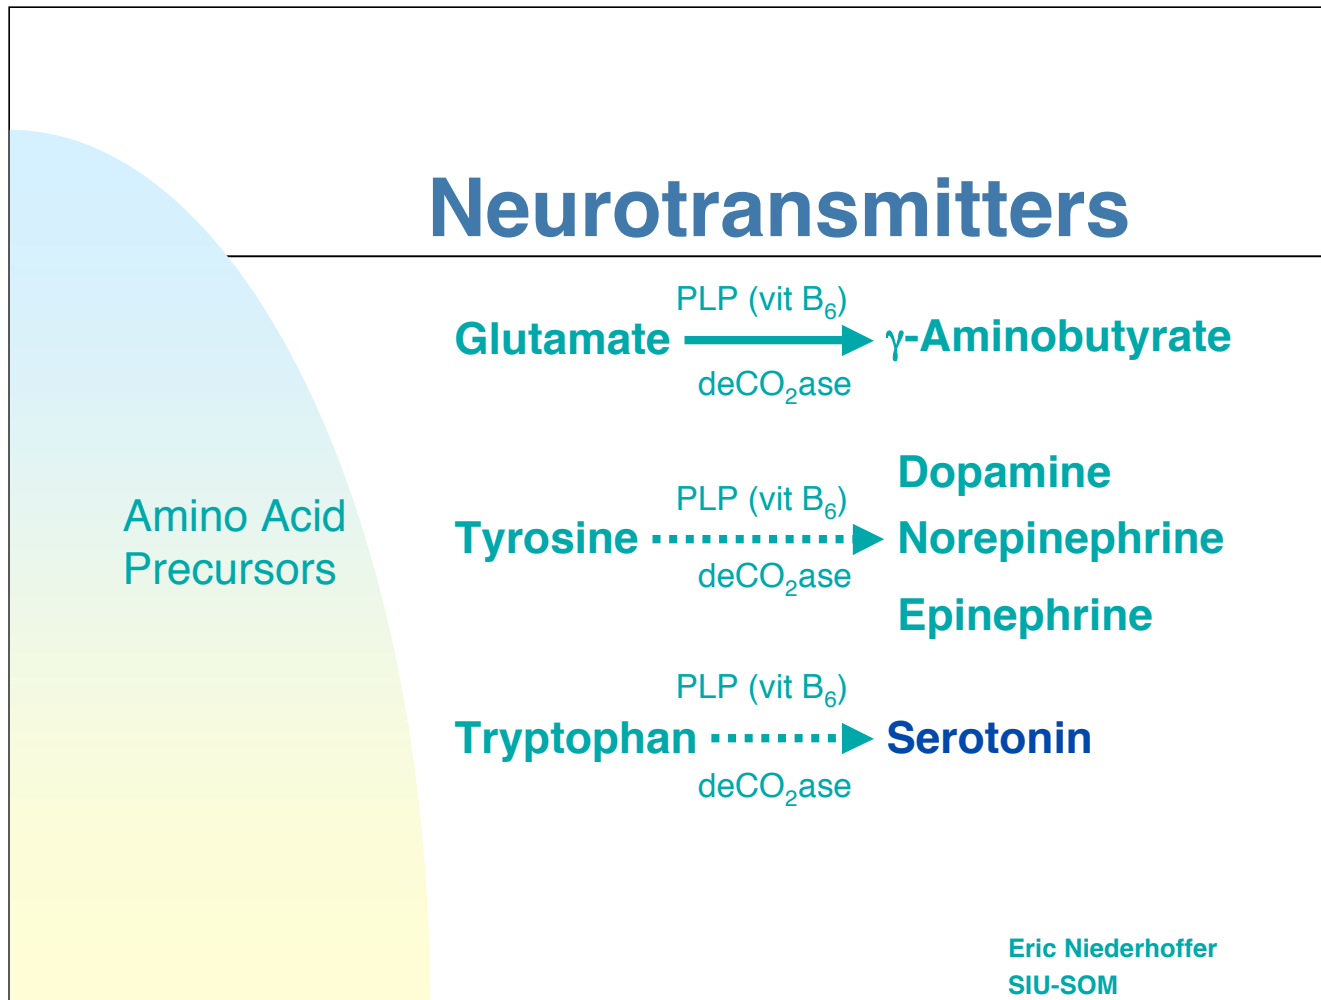 Neurotransmitters
Amino Acid
Precursors
PLP (vit B₆)
Glutamate γ-Aminobutyrate
deCO₂ase
Dopamine
PLP (vit B₆)
Tyrosine Norepinephrine
deCO₂ase
Epinephrine
PLP (vit B₆)
Tryptophan Serotonin
deCO₂ase
Eric Niederhoffer
SIU-SOM